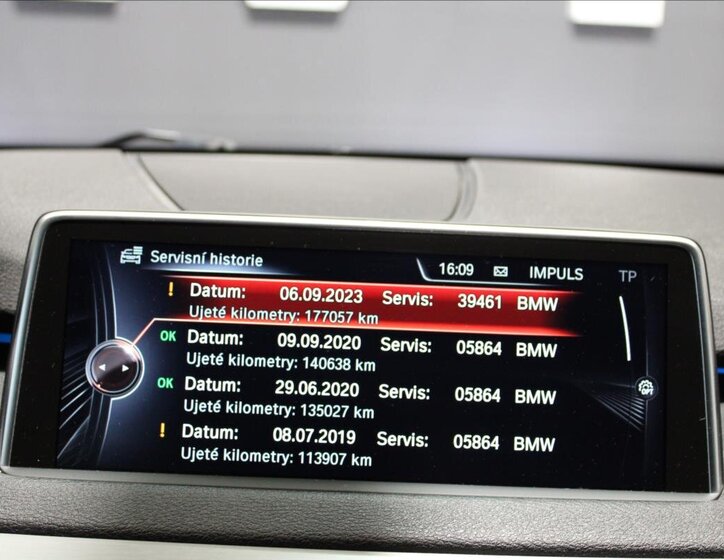 Servisní historie 16:09 IMPULS TP
! Datum: 06.09.2023 Servis: 39461 BMW
Ujeté kilometry: 177057 km
OK Datum: 09.09.2020 Servis: 05864 BMW
Ujeté kilometry: 140638 km
OK Datum: 29.06.2020 Servis: 05864 BMW
Ujeté kilometry: 135027 km
! Datum: 08.07.2019 Servis: 05864 BMW
Ujeté kilometry: 113907 km
OPT